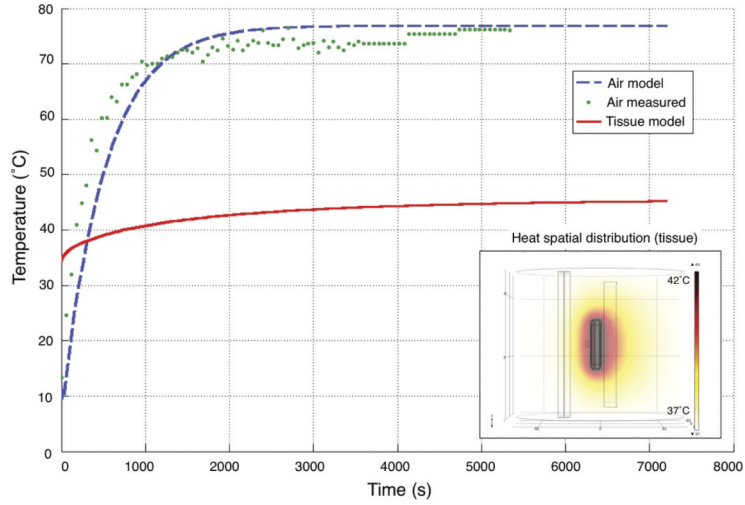 80
70
60
50
40
30
20
10
0
Temperature (˚C)
Air model
Air measured
Tissue model
Heat spatial distribution (tissue)
42˚C
37˚C
0 1000 2000 3000 4000 5000 6000 7000 8000
Time (s)